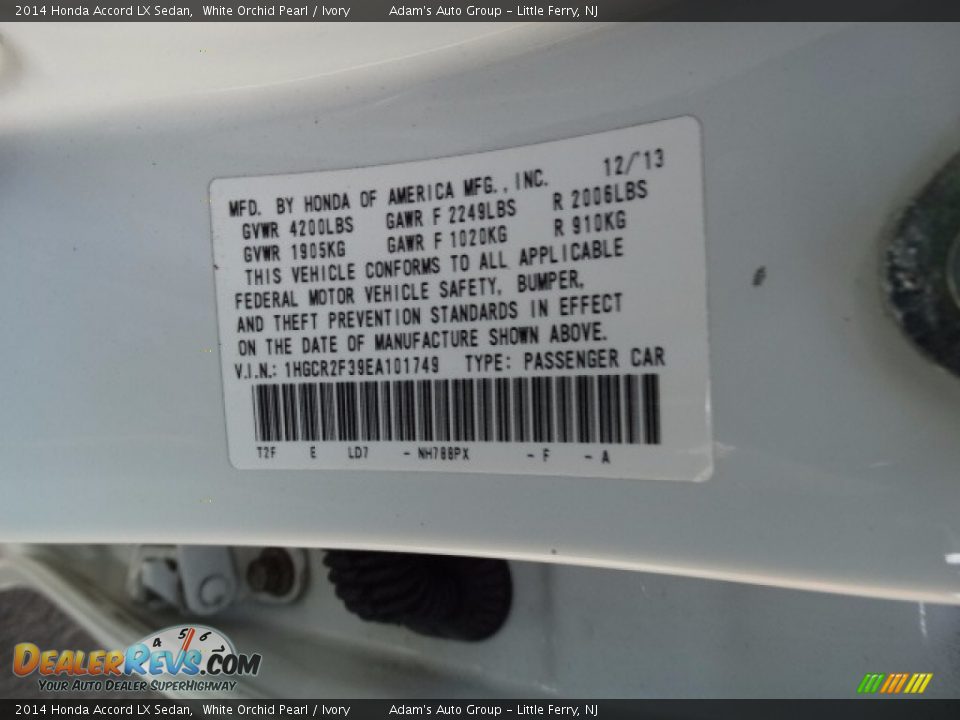 2014 Honda Accord LX Sedan, White Orchid Pearl / Ivory Adam's Auto Group - Little Ferry, NJ
MFD. BY HONDA OF AMERICA MFG., INC. 12/13
GVWR 4200LBS GAWR F 2249LBS R 2006LBS
GVWR 1905KG GAWR F 1020KG R 910KG
THIS VEHICLE CONFORMS TO ALL APPLICABLE
FEDERAL MOTOR VEHICLE SAFETY, BUMPER,
AND THEFT PREVENTION STANDARDS IN EFFECT
ON THE DATE OF MANUFACTURE SHOWN ABOVE.
V.I.N.: 1HGCR2F39EA101749 TYPE: PASSENGER CAR
T2F E LD7 - NH788PX - F - A
4 5 6
DEALERREVS.COM
YOUR AUTO DEALER SUPERHIGHWAY
2014 Honda Accord LX Sedan, White Orchid Pearl / Ivory Adam's Auto Group - Little Ferry, NJ